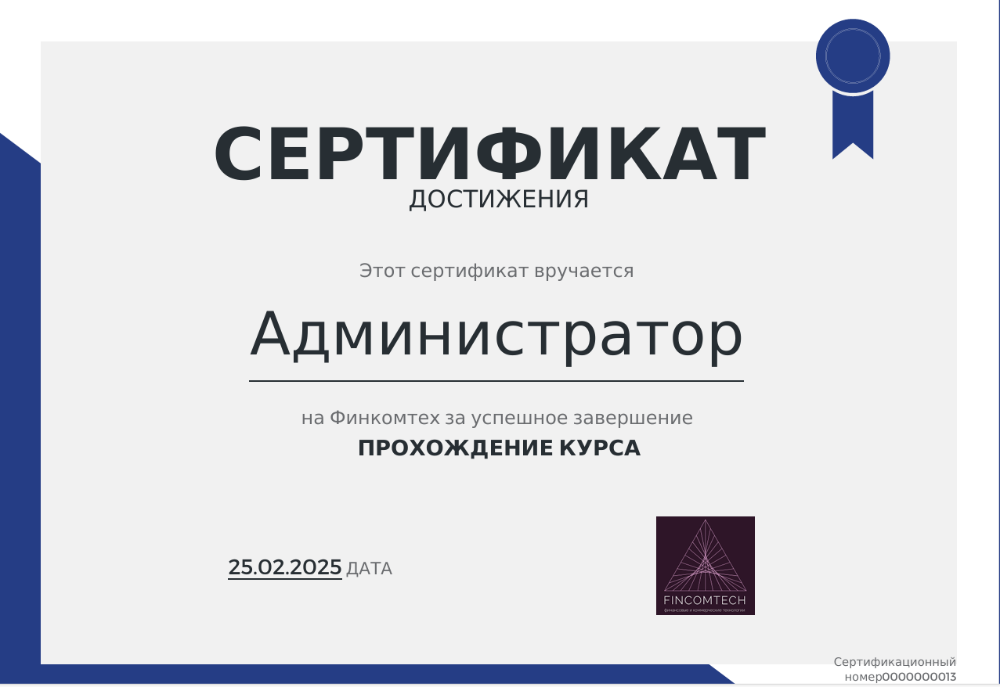 СЕРТИФИКАТ
ДОСТИЖЕНИЯ
Этот сертификат вручается
Администратор
на Финкомтех за успешное завершение
ПРОХОЖДЕНИЕ КУРСА
25.02.2025 ДАТА
FINCOMTECH
финансовые и коммерческие технологии
Сертификационный
номер0000000013